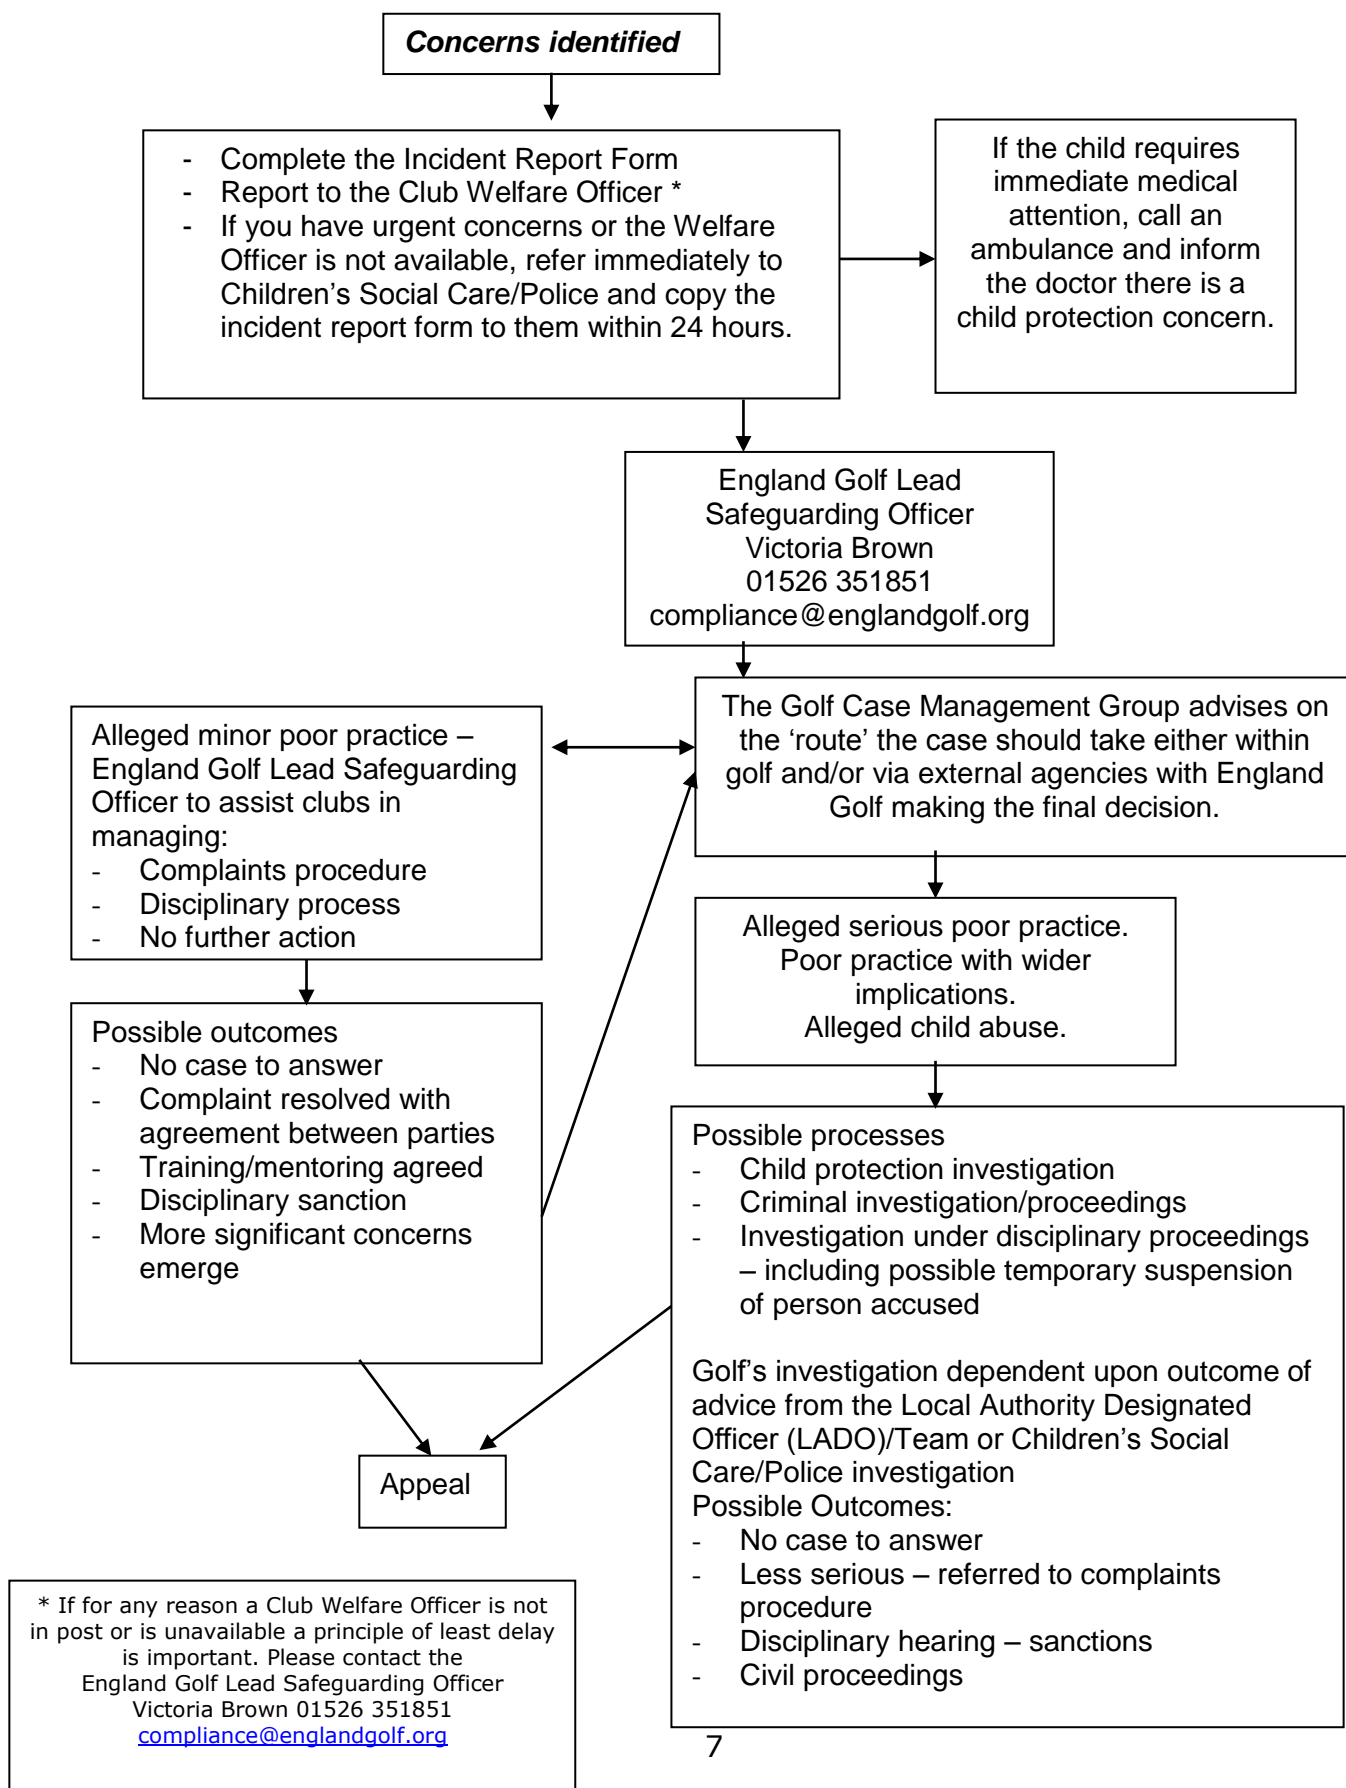 Concerns identified
- Complete the Incident Report Form
- Report to the Club Welfare Officer *
- If you have urgent concerns or the Welfare
Officer is not available, refer immediately to
Children’s Social Care/Police and copy the
incident report form to them within 24 hours.
If the child requires
immediate medical
attention, call an
ambulance and inform
the doctor there is a
child protection concern.
England Golf Lead
Safeguarding Officer
Victoria Brown
01526 351851
compliance@englandgolf.org
The Golf Case Management Group advises on
the ‘route’ the case should take either within
golf and/or via external agencies with England
Golf making the final decision.
Alleged minor poor practice –
England Golf Lead Safeguarding
Officer to assist clubs in
managing:
- Complaints procedure
- Disciplinary process
- No further action
Alleged serious poor practice.
Poor practice with wider
implications.
Alleged child abuse.
Possible outcomes
- No case to answer
- Complaint resolved with
agreement between parties
- Training/mentoring agreed
- Disciplinary sanction
- More significant concerns
emerge
Possible processes
- Child protection investigation
- Criminal investigation/proceedings
- Investigation under disciplinary proceedings
– including possible temporary suspension
of person accused
Golf’s investigation dependent upon outcome of
advice from the Local Authority Designated
Officer (LADO)/Team or Children’s Social
Care/Police investigation
Possible Outcomes:
- No case to answer
- Less serious – referred to complaints
procedure
- Disciplinary hearing – sanctions
- Civil proceedings
Appeal
* If for any reason a Club Welfare Officer is not
in post or is unavailable a principle of least delay
is important. Please contact the
England Golf Lead Safeguarding Officer
Victoria Brown 01526 351851
compliance@englandgolf.org
7